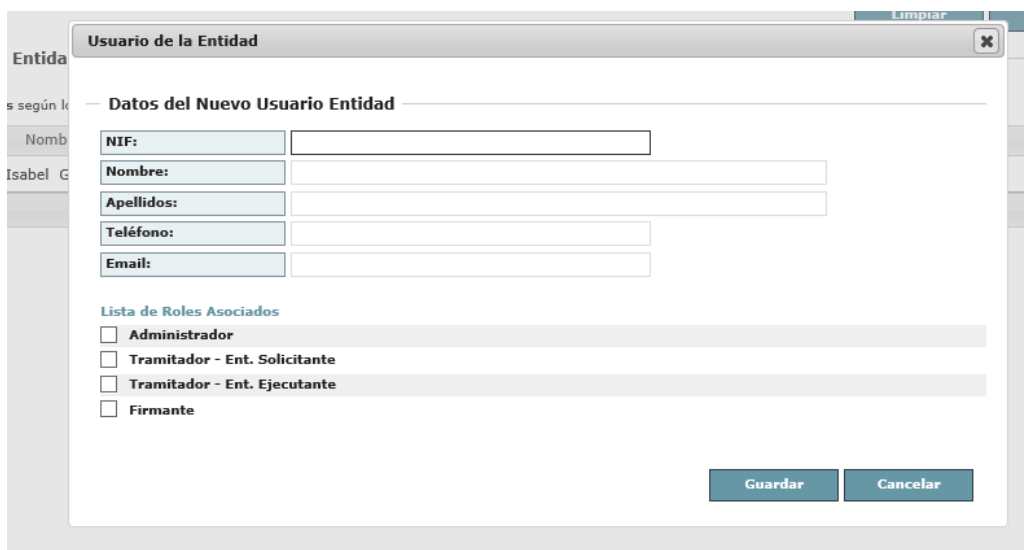 Limpiar
Usuario de la Entidad
Entida
s según lo
Datos del Nuevo Usuario Entidad
Nomb
NIF:
Isabel G
Nombre:
Apellidos:
Teléfono:
Email:
Lista de Roles Asociados
Administrador
Tramitador - Ent. Solicitante
Tramitador - Ent. Ejecutante
Firmante
Guardar
Cancelar